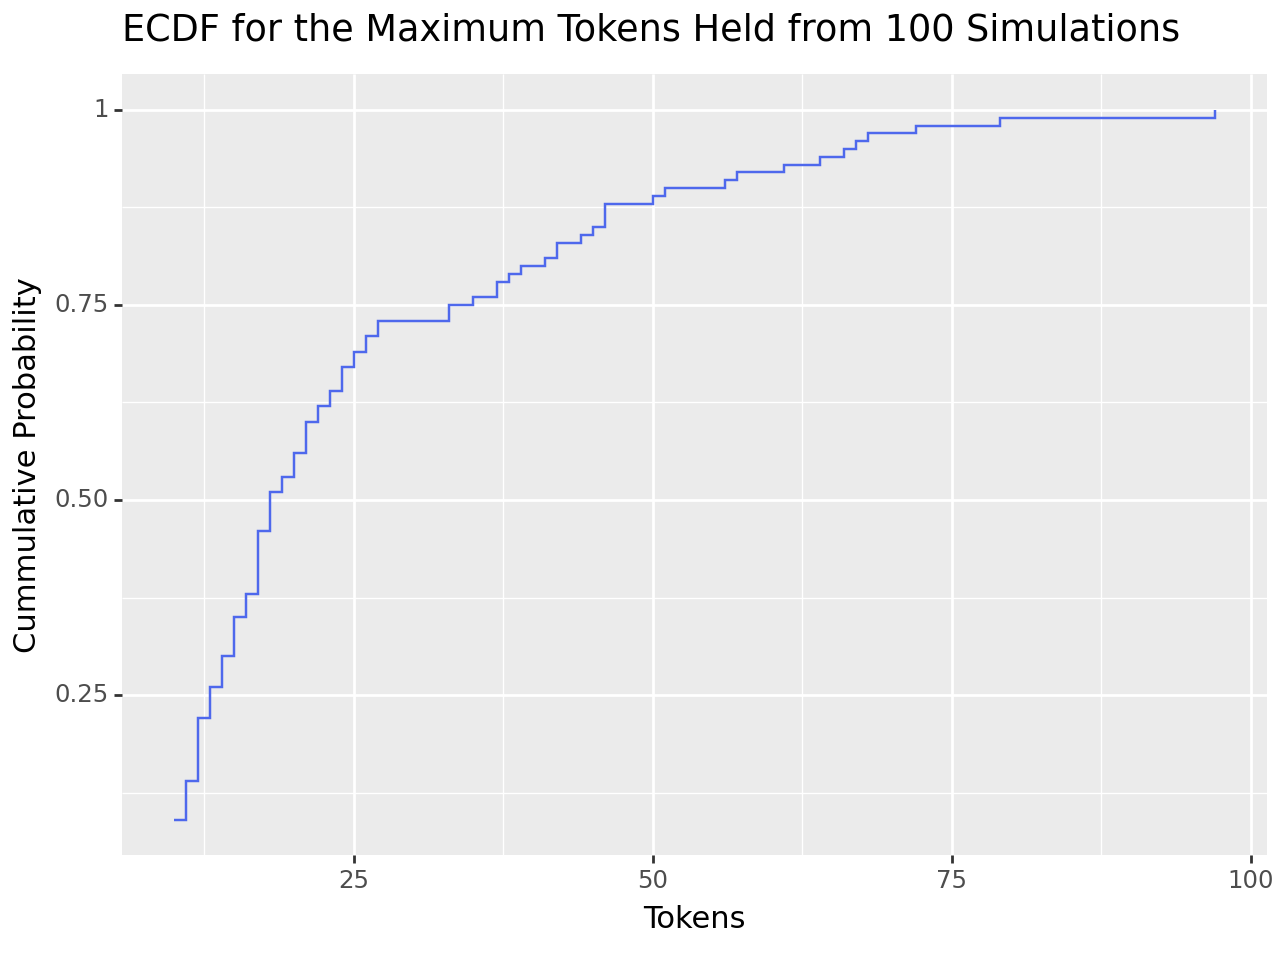 ECDF for the Maximum Tokens Held from 100 Simulations
Cummulative Probability
1
0.75
0.50
0.25
25
50
75
100
Tokens